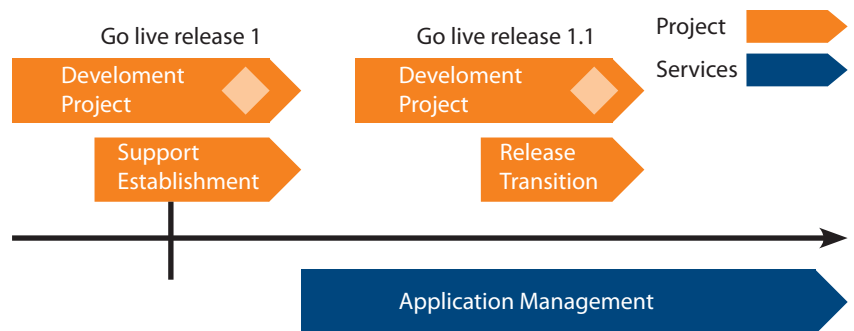 Go live release 1
Go live release 1.1
Project
Services
Develoment
Project
Develoment
Project
Support
Establishment
Release
Transition
Application Management